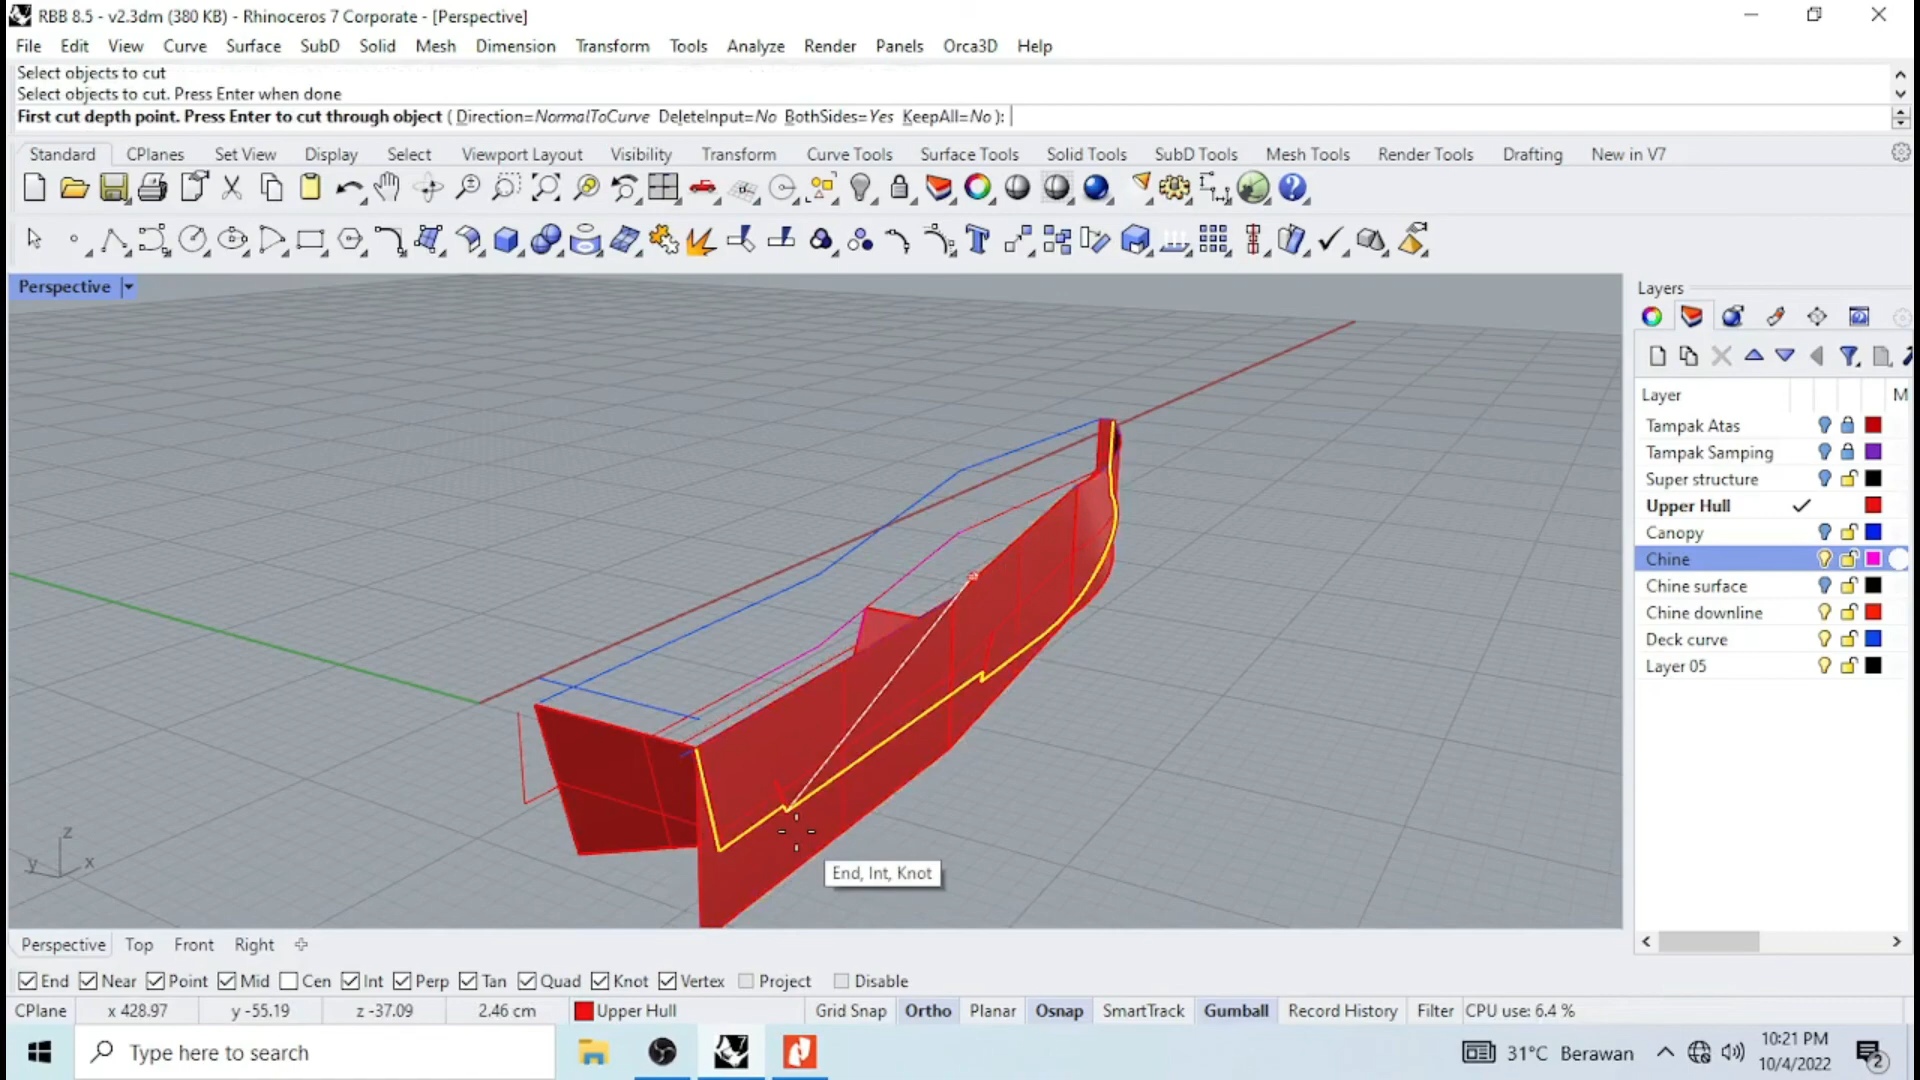 RBB 8.5 - v2.3dm (380 KB) - Rhinoceros 7 Corporate - [Perspective]
File Edit View Curve Surface SubD Solid Mesh Dimension Transform Tools Analyze Render Panels Orca3D Help
Select objects to cut
Select objects to cut. Press Enter when done
First cut depth point. Press Enter to cut through object ( Direction=NormalToCurve DeleteInput=No BothSides=Yes KeepAll=No ):
Standard CPlanes Set View Display Select Viewport Layout Visibility Transform Curve Tools Surface Tools Solid Tools SubD Tools Mesh Tools Render Tools Drafting New in V7
Perspective
Layers
Layer M
Tampak Atas
Tampak Samping
Super structure
Upper Hull
Canopy
Chine
Chine surface
Chine downline
Deck curve
Layer 05
z
y x
End, Int, Knot
Perspective Top Front Right
End Near Point Mid Cen Int Perp Tan Quad Knot Vertex Project Disable
CPlane x 428.97 y -55.19 z -37.09 2.46 cm Upper Hull Grid Snap Ortho Planar Osnap SmartTrack Gumball Record History Filter CPU use: 6.4 %
Type here to search
31°C Berawan
10:21 PM
10/4/2022
2